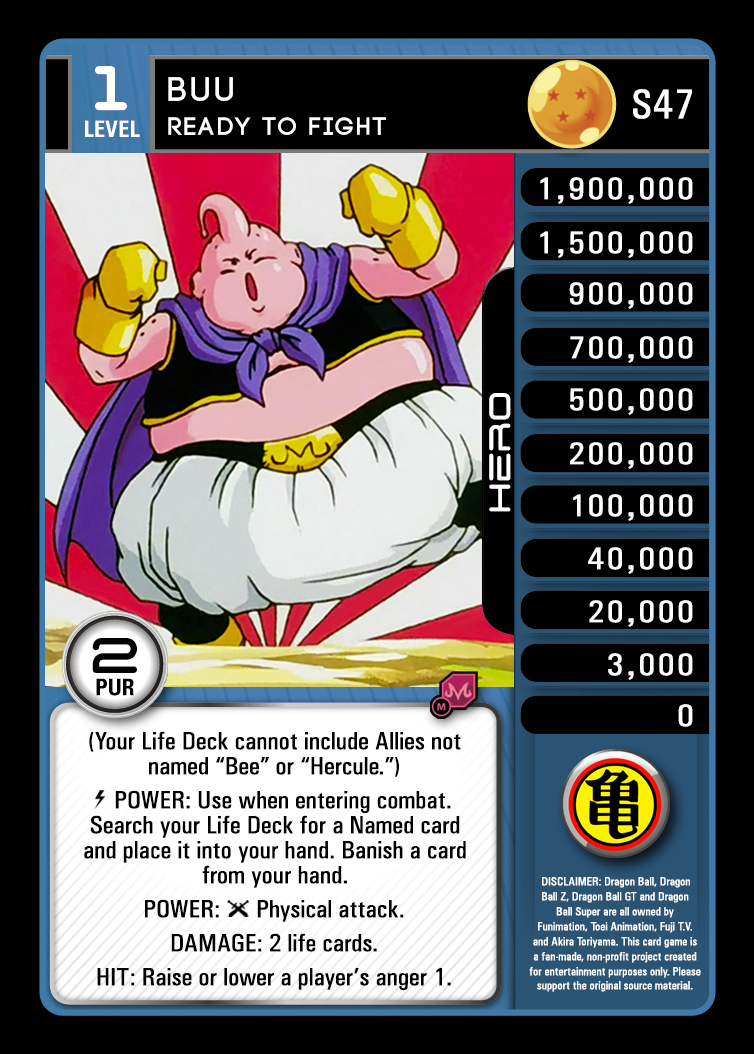 1
LEVEL
BUU
READY TO FIGHT
S47
1,900,000
1,500,000
900,000
700,000
500,000
200,000
100,000
40,000
20,000
3,000
0
HERO
2
PUR
M
M
(Your Life Deck cannot include Allies not
named “Bee” or “Hercule.”)
POWER: Use when entering combat.
Search your Life Deck for a Named card
and place it into your hand. Banish a card
from your hand.
POWER: Physical attack.
DAMAGE: 2 life cards.
HIT: Raise or lower a player’s anger 1.
亀
DISCLAIMER: Dragon Ball, Dragon
Ball Z, Dragon Ball GT and Dragon
Ball Super are all owned by
Funimation, Toei Animation, Fuji T.V.
and Akira Toriyama. This card game is
a fan-made, non-profit project created
for entertainment purposes only. Please
support the original source material.